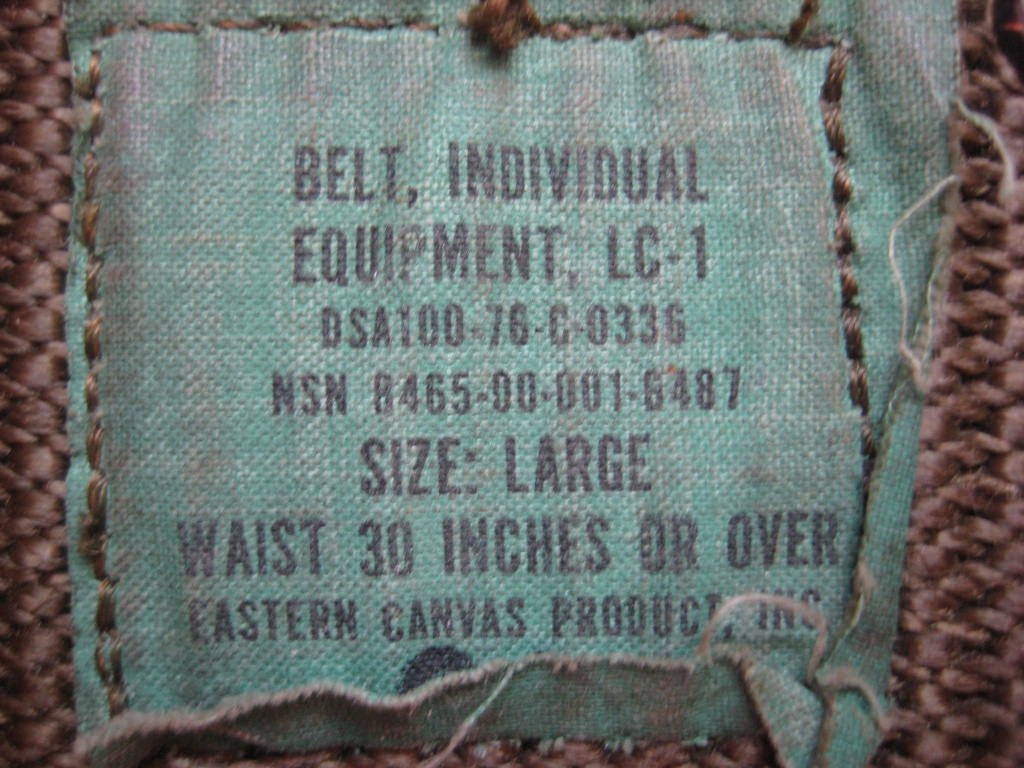 BELT, INDIVIDUAL
EQUIPMENT, LC-1
DSA100-76-C-0336
NSN 8465-00-001-6487
SIZE: LARGE
WAIST 30 INCHES OR OVER
EASTERN CANVAS PRODUCT, INC